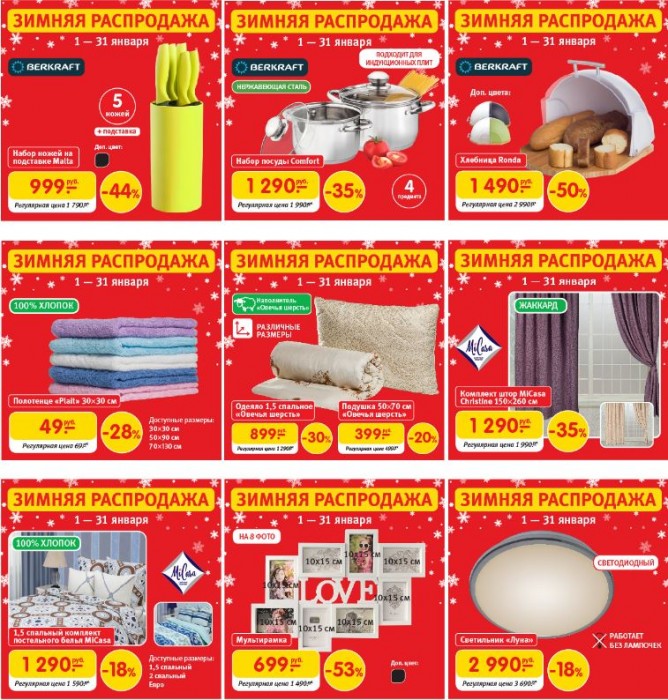 ЗИМНЯЯ РАСПРОДАЖА
1 — 31 января
BERKRAFT
5
ножей
+ подставка
Доп. цвет:
Набор ножей на
подставке Malta
999 руб.
-44%
Регулярная цена 1 790.-
ЗИМНЯЯ РАСПРОДАЖА
1 — 31 января
BERKRAFT
ПОДХОДИТ ДЛЯ
ИНДУКЦИОННЫХ ПЛИТ
НЕРЖАВЕЮЩАЯ СТАЛЬ
Набор посуды Comfort
1 290 руб.
-35%
4
предмета
Регулярная цена 1 990.-
ЗИМНЯЯ РАСПРОДАЖА
1 — 31 января
BERKRAFT
Доп. цвета:
Хлебница Ronda
1 490 руб.
-50%
Регулярная цена 2 990.-
ЗИМНЯЯ РАСПРОДАЖА
1 — 31 января
100% ХЛОПОК
Полотенце «Plait» 30×30 см
49 руб.
-28%
Регулярная цена 69.-
Доступные размеры:
30×30 см
50×90 см
70×130 см
ЗИМНЯЯ РАСПРОДАЖА
1 — 31 января
Наполнитель
«Овечья шерсть»
РАЗЛИЧНЫЕ
РАЗМЕРЫ
Одеяло 1,5 спальное
«Овечья шерсть»
Подушка 50×70 см
«Овечья шерсть»
899 руб.
-30%
399 руб.
-20%
Регулярная цена 1 290.-
Регулярная цена 499.-
ЗИМНЯЯ РАСПРОДАЖА
1 — 31 января
ЖАККАРД
MiCasa
Комплект штор MiCasa
Christine 150×260 см
1 290 руб.
-35%
Регулярная цена 1 990.-
ЗИМНЯЯ РАСПРОДАЖА
1 — 31 января
100% ХЛОПОК
MiCasa
1,5 спальный комплект
постельного белья MiCasa
1 290 руб.
-18%
Регулярная цена 1 590.-
Доступные размеры:
1,5 спальный
2 спальный
Евро
ЗИМНЯЯ РАСПРОДАЖА
1 — 31 января
НА 8 ФОТО
10x15 см
10x15 см
10x15 см
10x15 см
LOVE
10x15 см
10x15 см
10x15 см
10x15 см
Мультирамка
699 руб.
-53%
Доп. цвет:
Регулярная цена 1 490.-
ЗИМНЯЯ РАСПРОДАЖА
1 — 31 января
СВЕТОДИОДНЫЙ
Светильник «Луна»
РАБОТАЕТ
БЕЗ ЛАМПОЧЕК
2 990 руб.
-18%
Регулярная цена 3 690.-